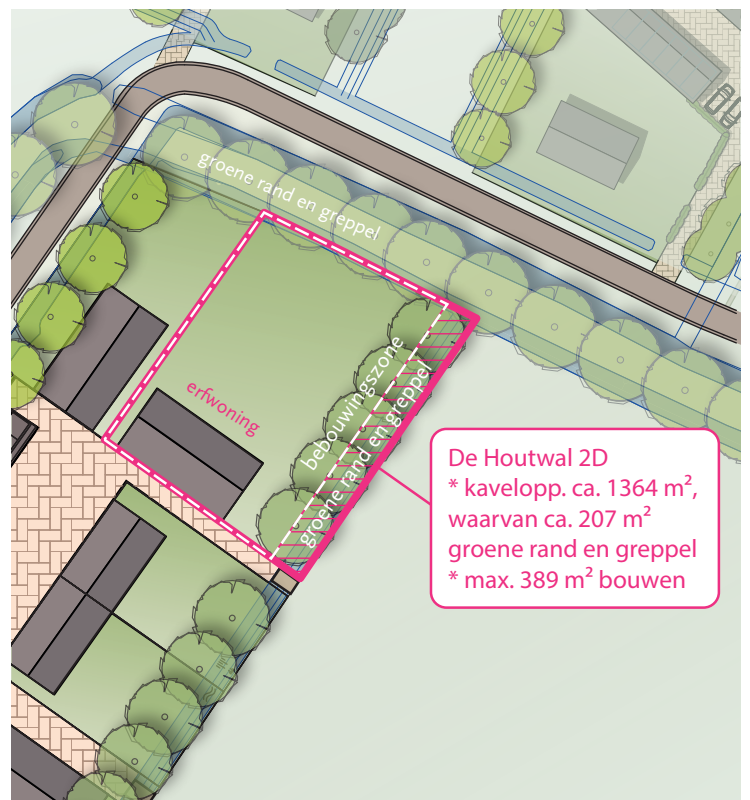 groene rand en greppel
bebouwingszone
groene rand en greppel
erfwoning
De Houtwal 2D
* kavelopp. ca. 1364 m²,
waarvan ca. 207 m²
groene rand en greppel
* max. 389 m² bouwen